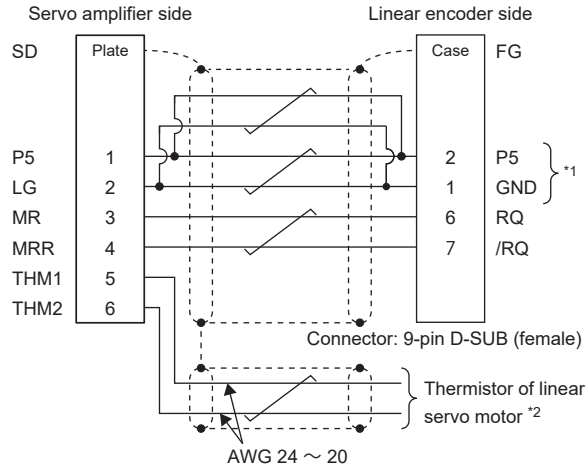 Servo amplifier side Linear encoder side
SD Plate Case FG
P5 1 2 P5
LG 2 1 GND *1
MR 3 6 RQ
MRR 4 7 /RQ
THM1 5
THM2 6
Connector: 9-pin D-SUB (female)
Thermistor of linear
servo motor *2
AWG 24 ～ 20